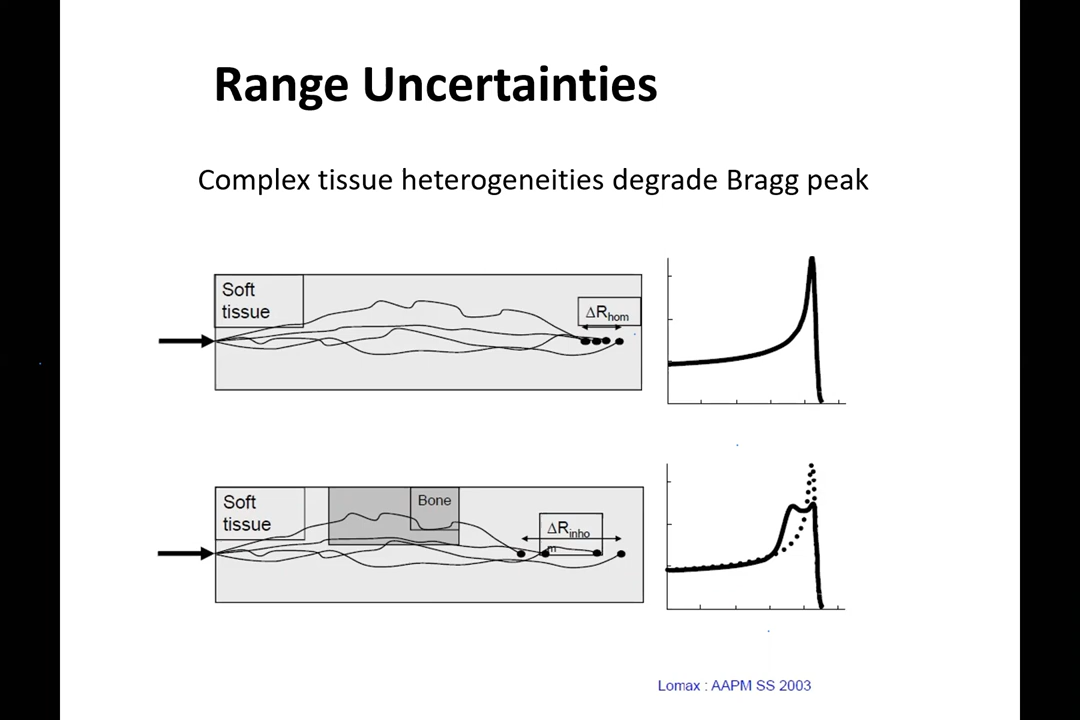 Range Uncertainties
Complex tissue heterogeneities degrade Bragg peak
Soft
tissue
ΔRhom
Soft
tissue
Bone
ΔRinho
m
Lomax : AAPM SS 2003